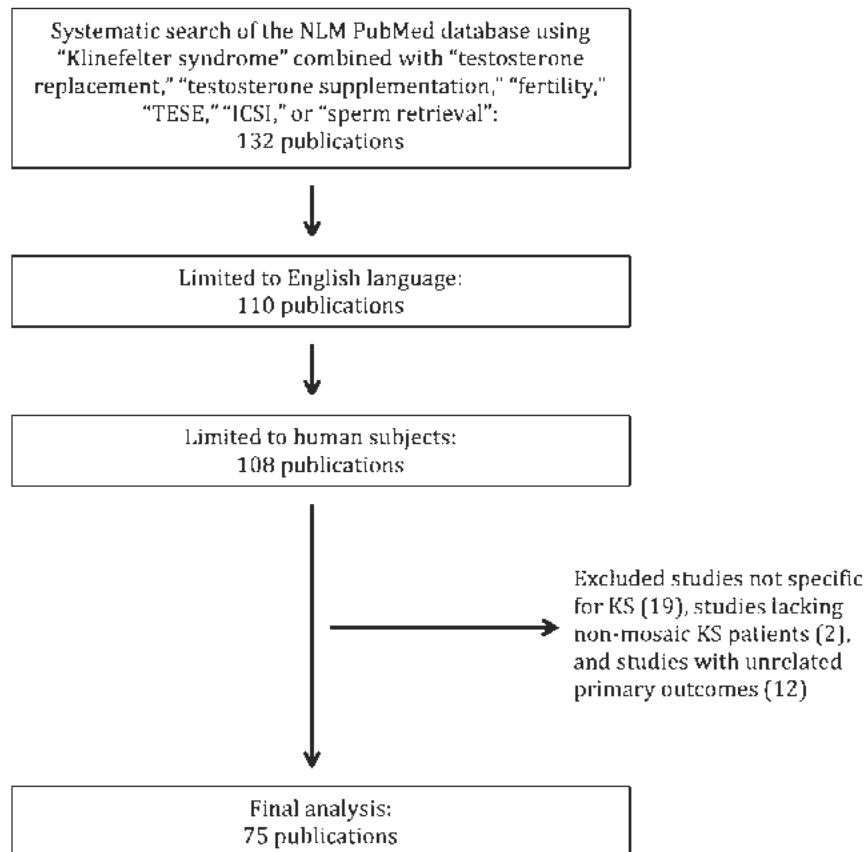 Systematic search of the NLM PubMed database using
“Klinefelter syndrome” combined with “testosterone
replacement,” “testosterone supplementation,” “fertility,”
“TESE,” “ICSI,” or “sperm retrieval”:
132 publications
Limited to English language:
110 publications
Limited to human subjects:
108 publications
Excluded studies not specific
for KS (19), studies lacking
non-mosaic KS patients (2),
and studies with unrelated
primary outcomes (12)
Final analysis:
75 publications